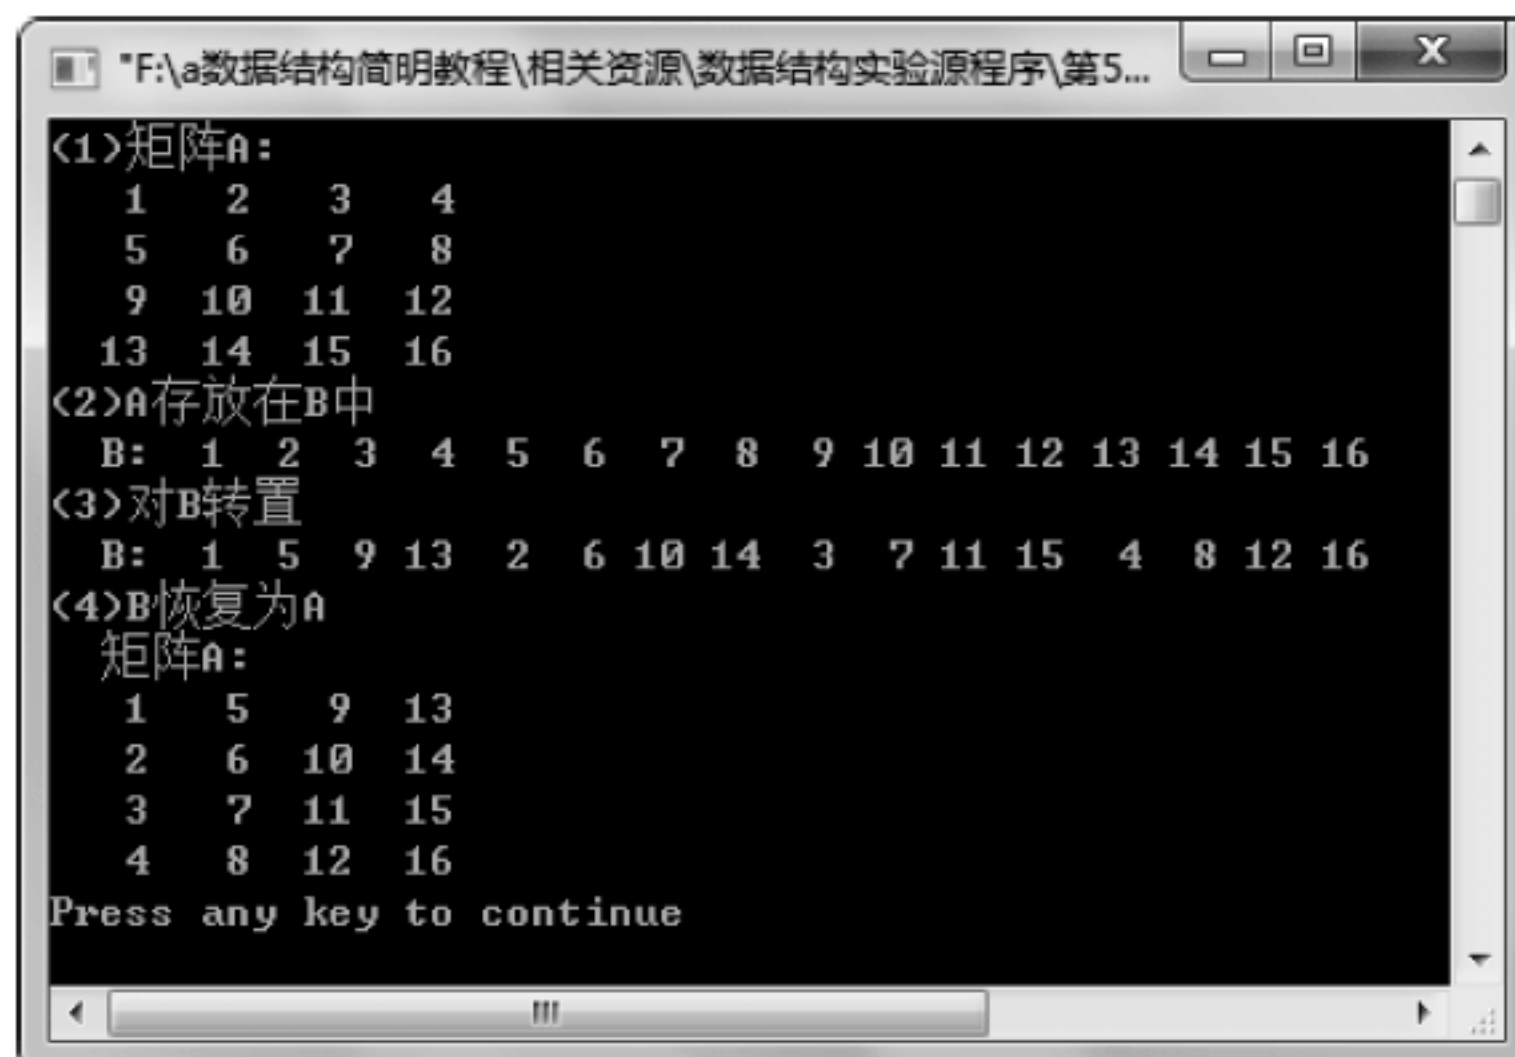 "F:\a数据结构简明教程\相关资源\数据结构实验源程序\第5...
(1)矩阵A:
1 2 3 4
5 6 7 8
9 10 11 12
13 14 15 16
(2)A存放在B中
B: 1 2 3 4 5 6 7 8 9 10 11 12 13 14 15 16
(3)对B转置
B: 1 5 9 13 2 6 10 14 3 7 11 15 4 8 12 16
(4)B恢复为A
矩阵A:
1 5 9 13
2 6 10 14
3 7 11 15
4 8 12 16
Press any key to continue